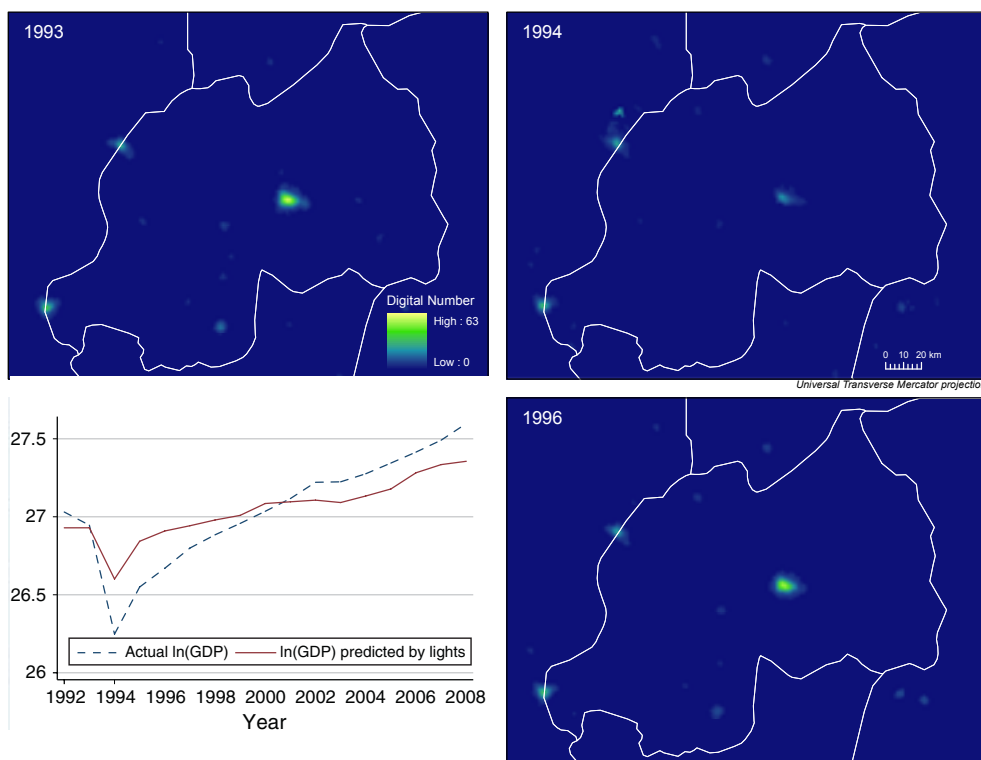 1993
Digital Number
High : 63
Low : 0
1994
0 10 20 km
Universal Transverse Mercator projectio
27.5
27
26.5
26
Actual ln(GDP)
ln(GDP) predicted by lights
1992 1994 1996 1998 2000 2002 2004 2006 2008
Year
1996